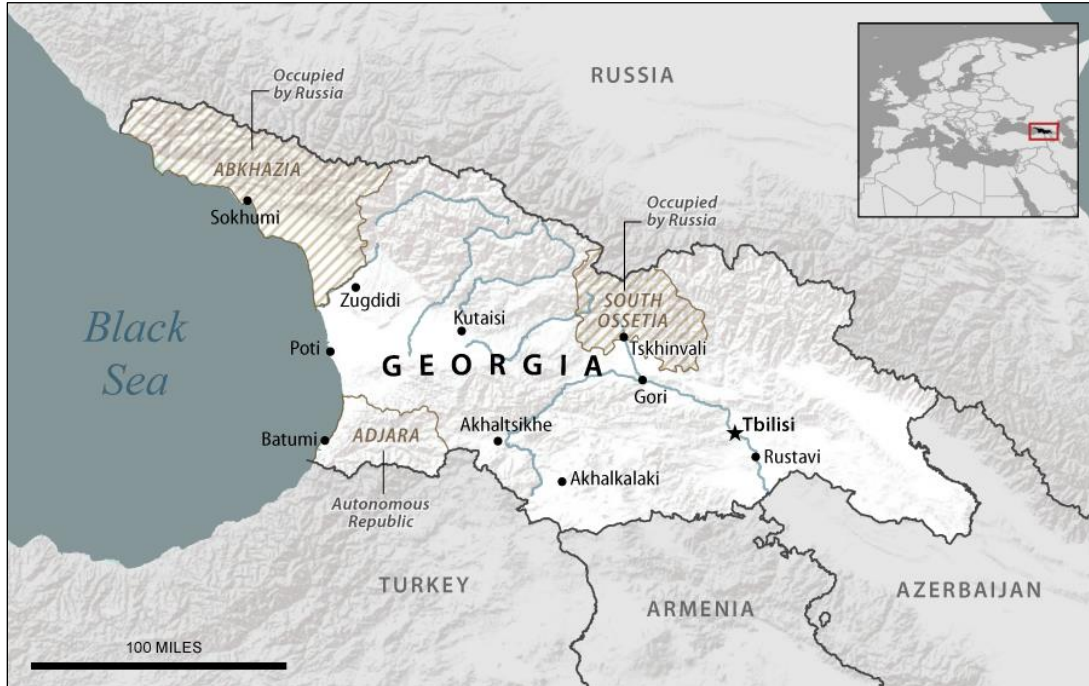 RUSSIA
Occupied
by Russia
ABKHAZIA
Sokhumi
Occupied
by Russia
SOUTH
OSSETIA
Zugdidi
Kutaisi
Tskhinvali
Black
Sea
Poti
GEORGIA
Gori
Batumi
ADJARA
Akhaltsikhe
Tbilisi
Rustavi
Akhalkalaki
Autonomous
Republic
TURKEY
ARMENIA
AZERBAIJAN
100 MILES